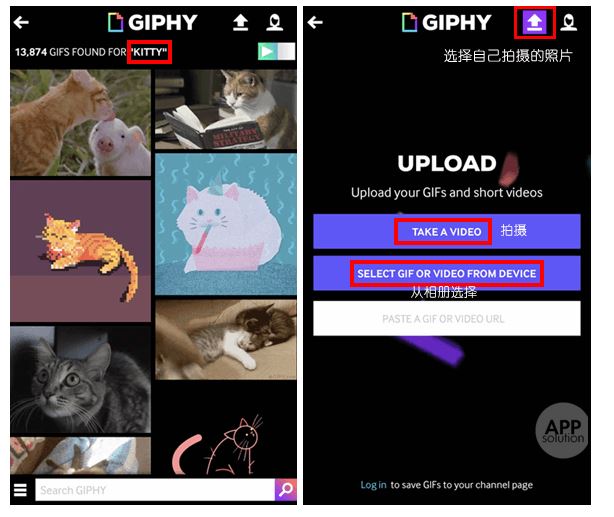 GIPHY
13,874 GIFS FOUND FOR "KITTY"
THE ART OF
MILITARY
STRATEGY
Search GIPHY
GIPHY
选择自己拍摄的照片
UPLOAD
Upload your GIFs and short videos
TAKE A VIDEO 拍摄
SELECT GIF OR VIDEO FROM DEVICE
从相册选择
PASTE A GIF OR VIDEO URL
APP
solution
Log in to save GIFs to your channel page